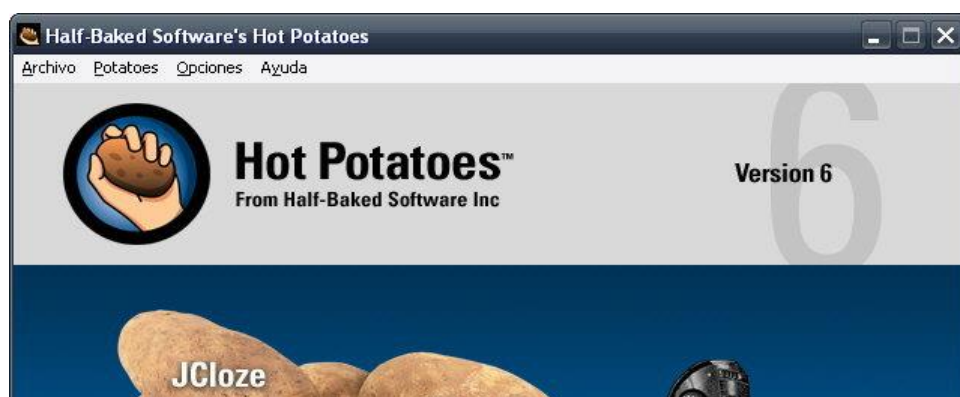 Half-Baked Software's Hot Potatoes
Archivo Potatoes Opciones Ayuda
6
Hot Potatoes™
Version 6
From Half-Baked Software Inc
JCloze